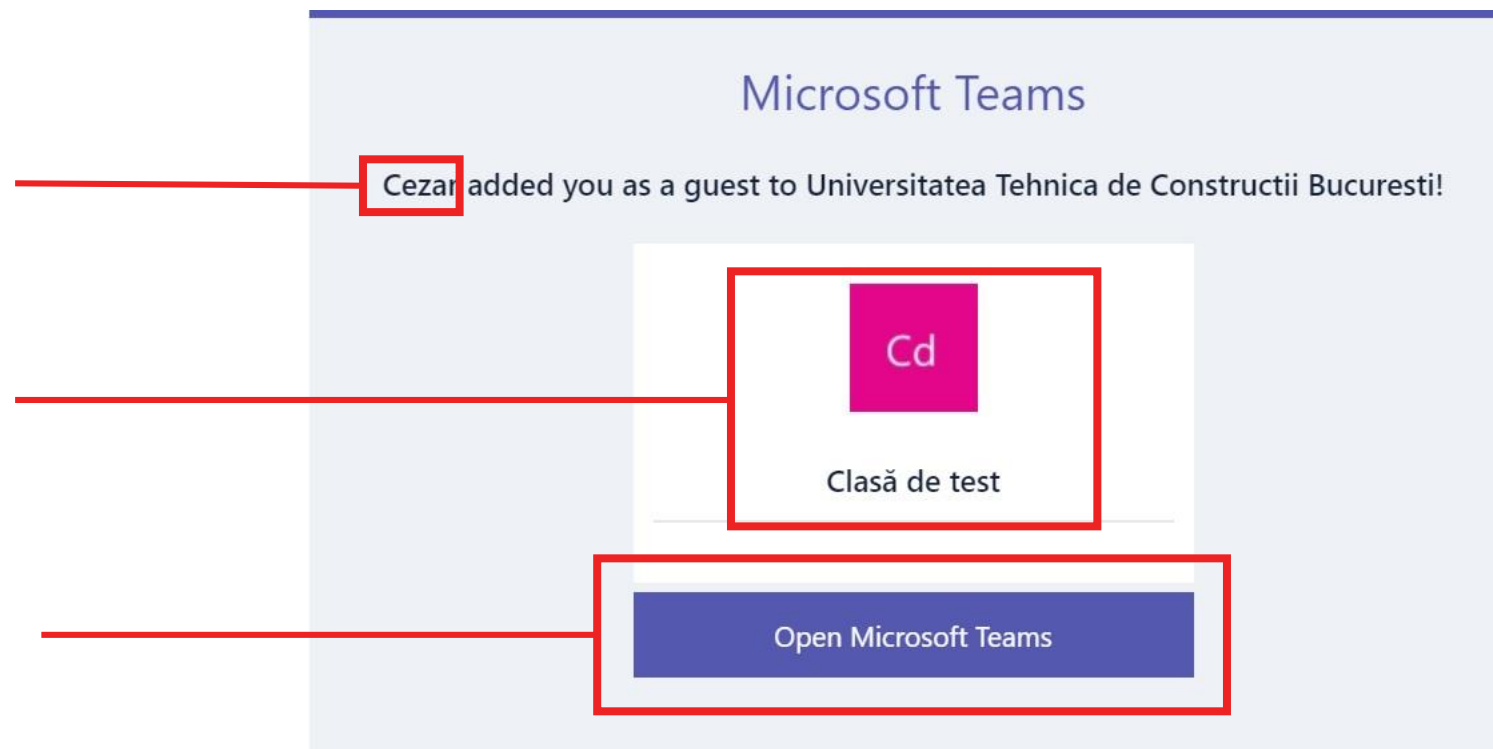 Microsoft Teams
Cezar added you as a guest to Universitatea Tehnica de Constructii Bucuresti!
Cd
Clasă de test
Open Microsoft Teams